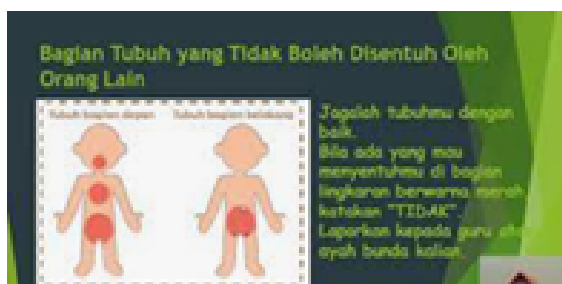 Bagian Tubuh yang Tidak Boleh Disentuh Oleh
Orang Lain
Tubuh bagian depan
Tubuh bagian belakang
Jagalah tubuhmu dengan
baik.
Bila ada yang mau
menyentuhmu di bagian
lingkaran berwarna merah
katakan "TIDAK".
Laporkan kepada guru atau
ayah bunda kalian.